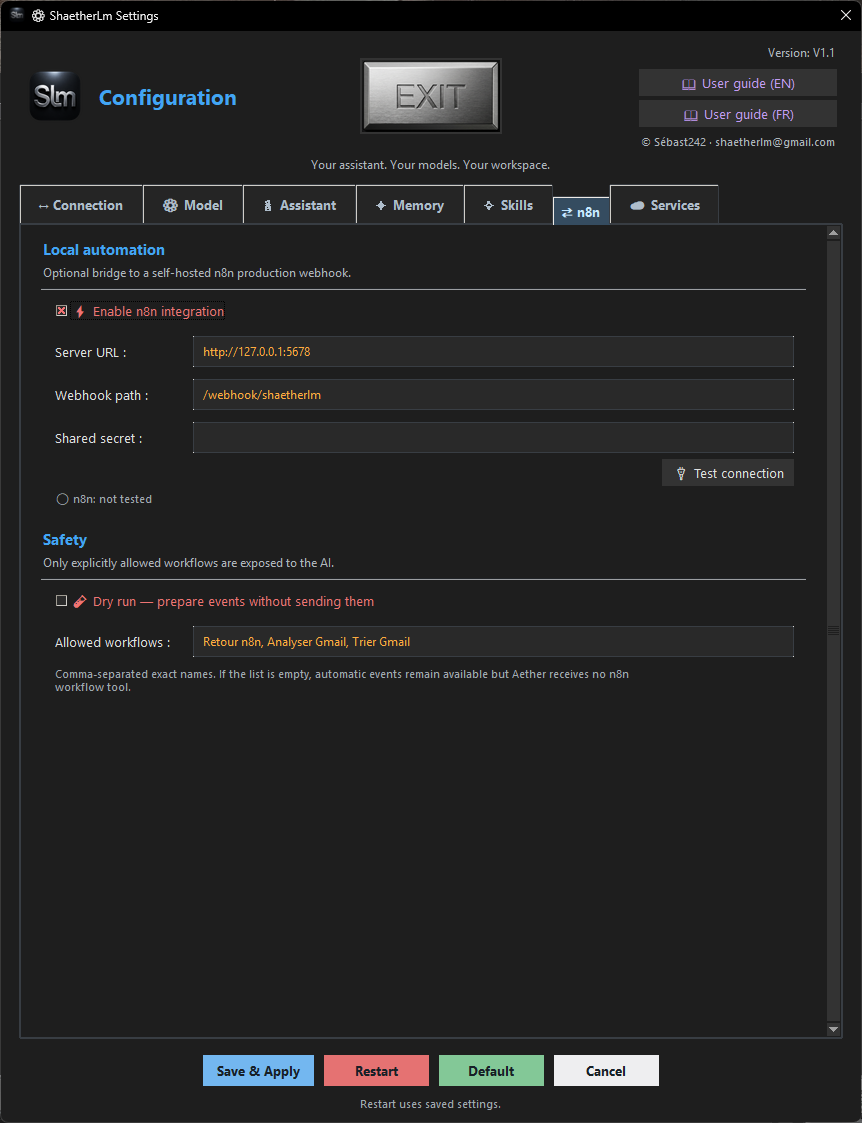 ShaetherLm Settings
Version: V1.1
Slm
Configuration
EXIT
User guide (EN)
User guide (FR)
© Sébast242 · shaetherlm@gmail.com
Your assistant. Your models. Your workspace.
Connection
Model
Assistant
Memory
Skills
n8n
Services
Local automation
Optional bridge to a self-hosted n8n production webhook.
Enable n8n integration
Server URL :
http://127.0.0.1:5678
Webhook path :
/webhook/shaetherlm
Shared secret :
Test connection
n8n: not tested
Safety
Only explicitly allowed workflows are exposed to the AI.
Dry run — prepare events without sending them
Allowed workflows :
Retour n8n, Analyser Gmail, Trier Gmail
Comma-separated exact names. If the list is empty, automatic events remain available but Aether receives no n8n
workflow tool.
Save & Apply
Restart
Default
Cancel
Restart uses saved settings.